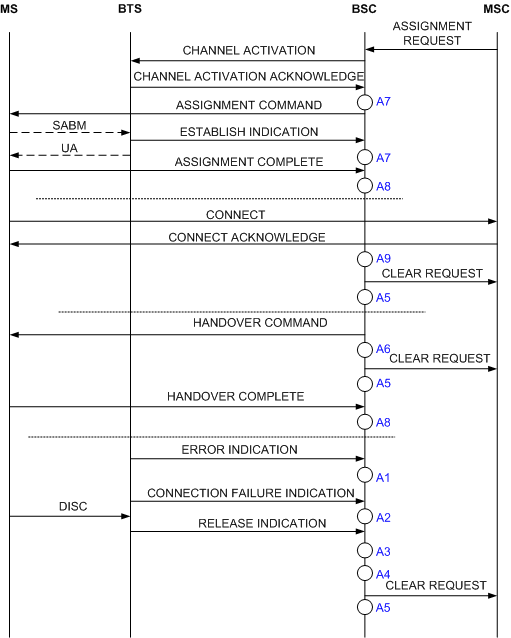 MS BTS BSC MSC
ASSIGNMENT
REQUEST
CHANNEL ACTIVATION
CHANNEL ACTIVATION ACKNOWLEDGE
A7
ASSIGNMENT COMMAND
SABM
ESTABLISH INDICATION
UA
A7
ASSIGNMENT COMPLETE
A8
CONNECT
CONNECT ACKNOWLEDGE
A9
CLEAR REQUEST
A5
HANDOVER COMMAND
A6
CLEAR REQUEST
A5
HANDOVER COMPLETE
A8
ERROR INDICATION
A1
CONNECTION FAILURE INDICATION
DISC
A2
RELEASE INDICATION
A3
A4
CLEAR REQUEST
A5